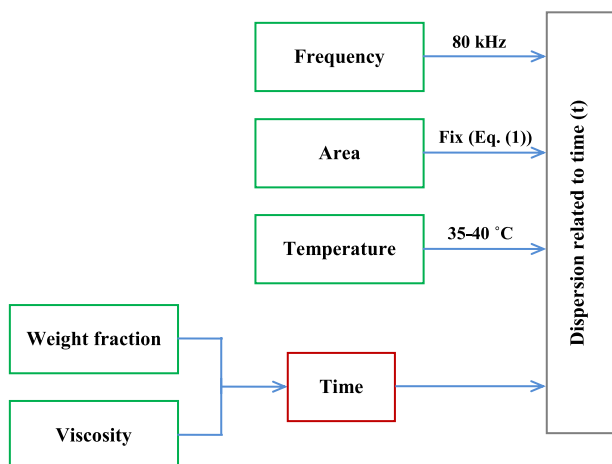 Frequency
80 kHz
Area
Fix (Eq. (1))
Temperature
35-40 ˚C
Dispersion related to time (t)
Weight fraction
Time
Viscosity